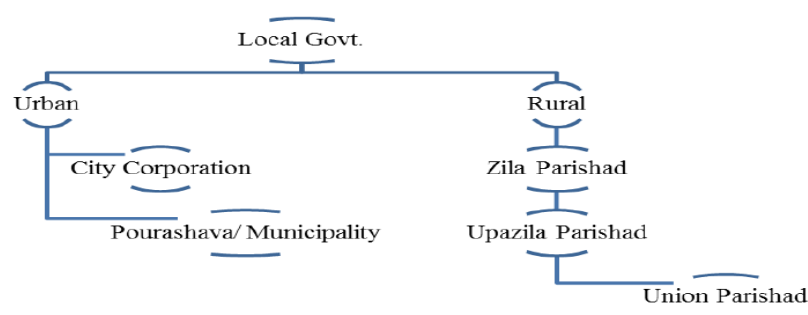 Local Govt.
Urban
Rural
City Corporation
Zila Parishad
Pourashava/ Municipality
Upazila Parishad
Union Parishad